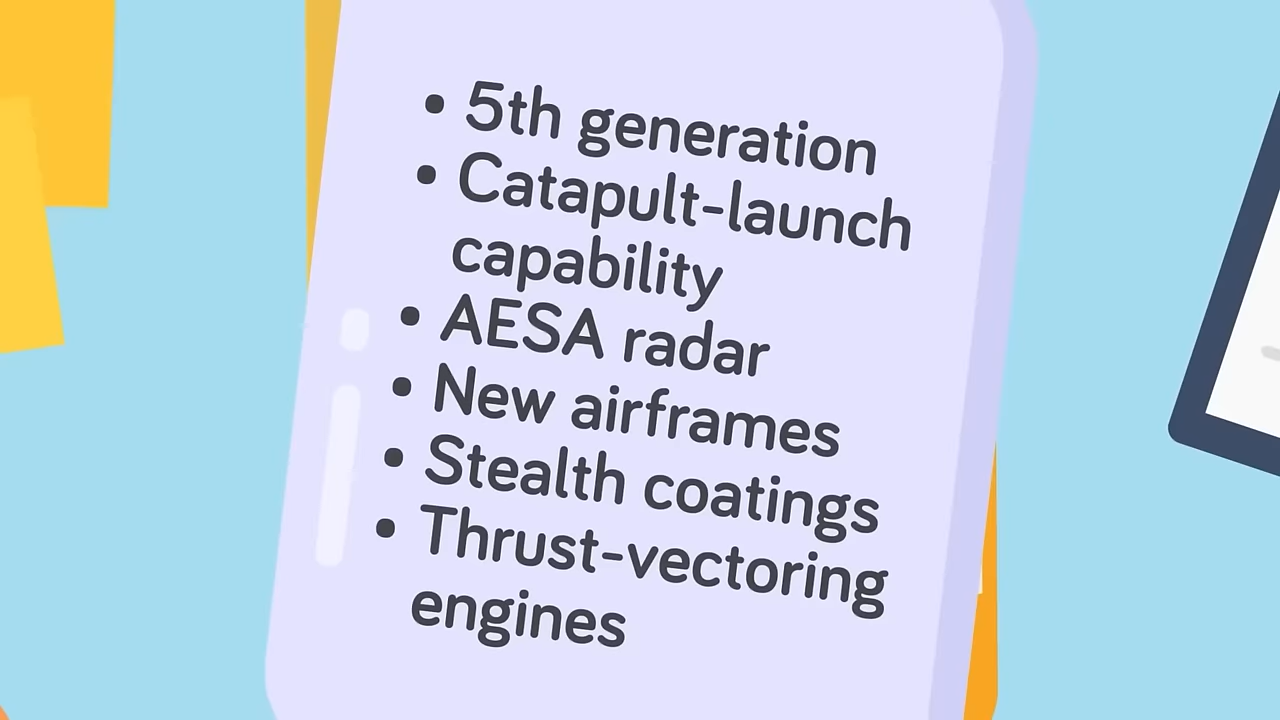 • 5th generation
• Catapult-launch
capability
• AESA radar
• New airframes
• Stealth coatings
• Thrust-vectoring
engines